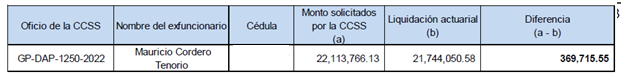 Oficio de la CCSS Nombre del exfuncionario Cédula Monto solicitados por la CCSS (a) Liquidación actuarial (b) Diferencia (a - b)
GP-DAP-1250-2022 Mauricio Cordero Tenorio 22,113,766.13 21,744,050.58 369,715.55